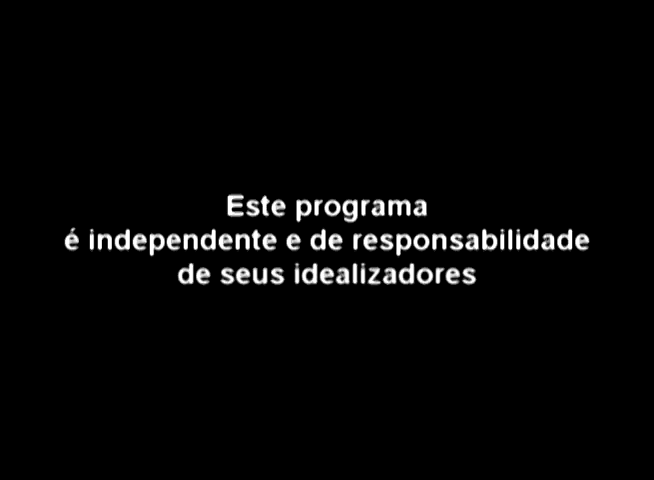 Este programa
é independente e de responsabilidade
de seus idealizadores